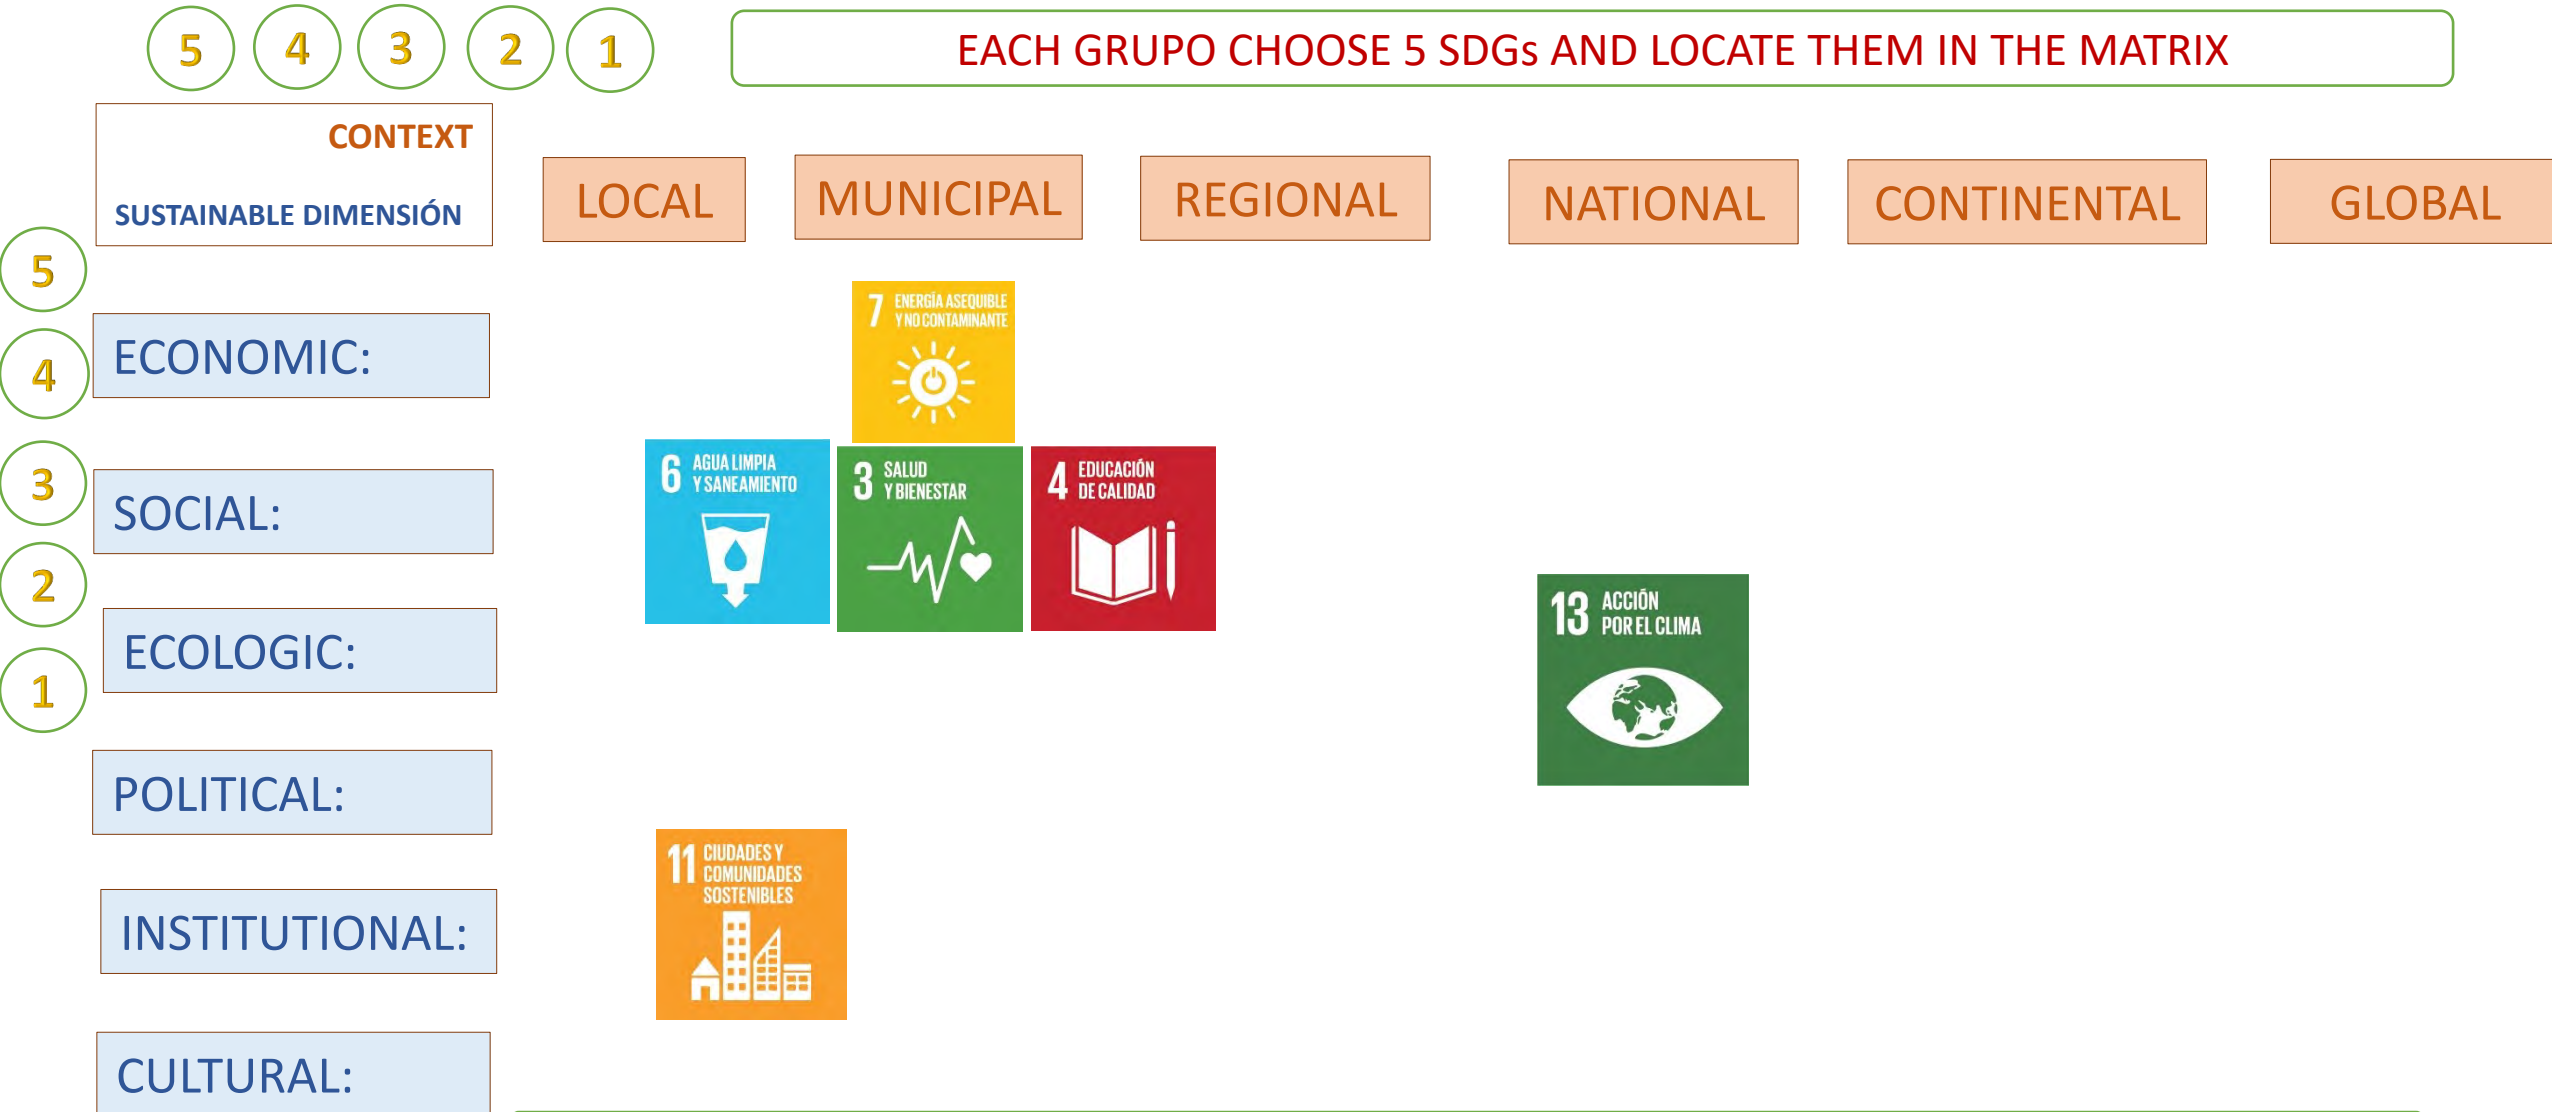 5 4 3 2 1
EACH GRUPO CHOOSE 5 SDGs AND LOCATE THEM IN THE MATRIX
CONTEXT
SUSTAINABLE DIMENSIÓN
LOCAL
MUNICIPAL
REGIONAL
NATIONAL
CONTINENTAL
GLOBAL
5
4
3
2
1
ECONOMIC:
7 ENERGÍA ASEQUIBLE
Y NO CONTAMINANTE
SOCIAL:
6 AGUA LIMPIA
Y SANEAMIENTO
3 SALUD
Y BIENESTAR
4 EDUCACIÓN
DE CALIDAD
ECOLOGIC:
13 ACCIÓN
POR EL CLIMA
POLITICAL:
11 CIUDADES Y
COMUNIDADES
SOSTENIBLES
INSTITUTIONAL:
CULTURAL: